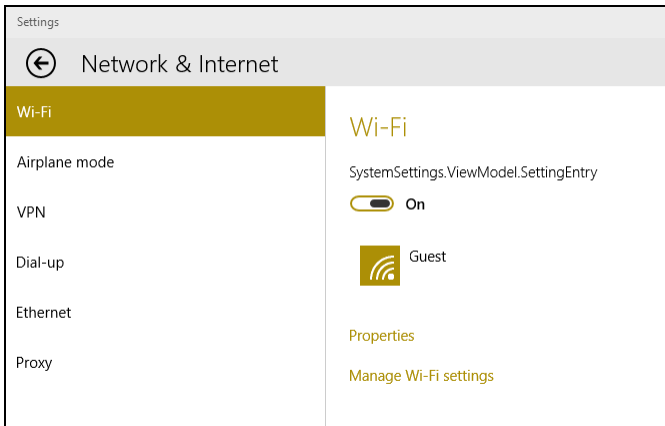 Settings
Network & Internet
Wi-Fi
Airplane mode
VPN
Dial-up
Ethernet
Proxy
Wi-Fi
SystemSettings.ViewModel.SettingEntry
On
Guest
Properties
Manage Wi-Fi settings